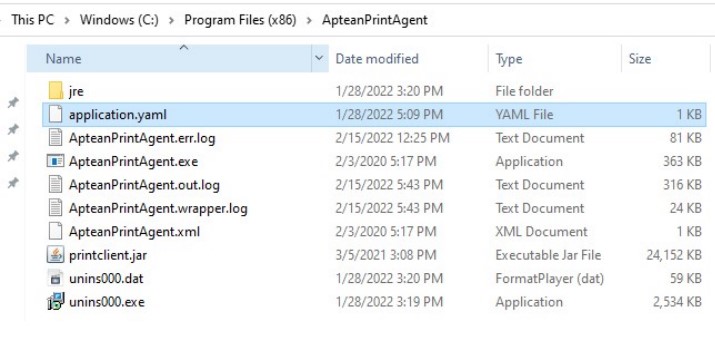 This PC > Windows (C:) > Program Files (x86) > ApteanPrintAgent
Name Date modified Type Size
jre 1/28/2022 3:20 PM File folder
application.yaml 1/28/2022 5:09 PM YAML File 1 KB
ApteanPrintAgent.err.log 2/15/2022 12:25 PM Text Document 81 KB
ApteanPrintAgent.exe 2/3/2020 5:17 PM Application 363 KB
ApteanPrintAgent.out.log 2/15/2022 5:43 PM Text Document 316 KB
ApteanPrintAgent.wrapper.log 2/15/2022 5:43 PM Text Document 24 KB
ApteanPrintAgent.xml 2/3/2020 5:17 PM XML Document 1 KB
printclient.jar 3/5/2021 3:08 PM Executable Jar File 24,152 KB
unins000.dat 1/28/2022 3:20 PM FormatPlayer (dat) 59 KB
unins000.exe 1/28/2022 3:19 PM Application 2,534 KB